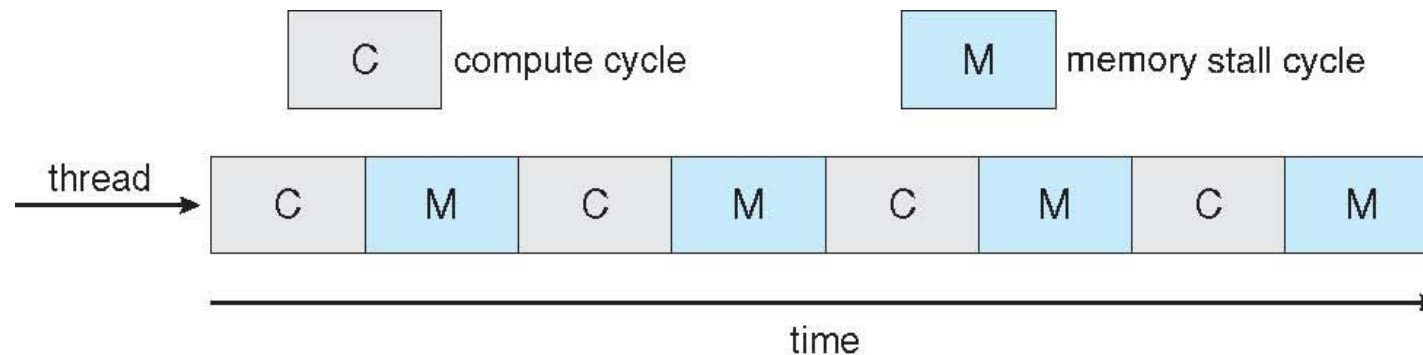 C compute cycle M memory stall cycle
thread
C M C M C M C M
time